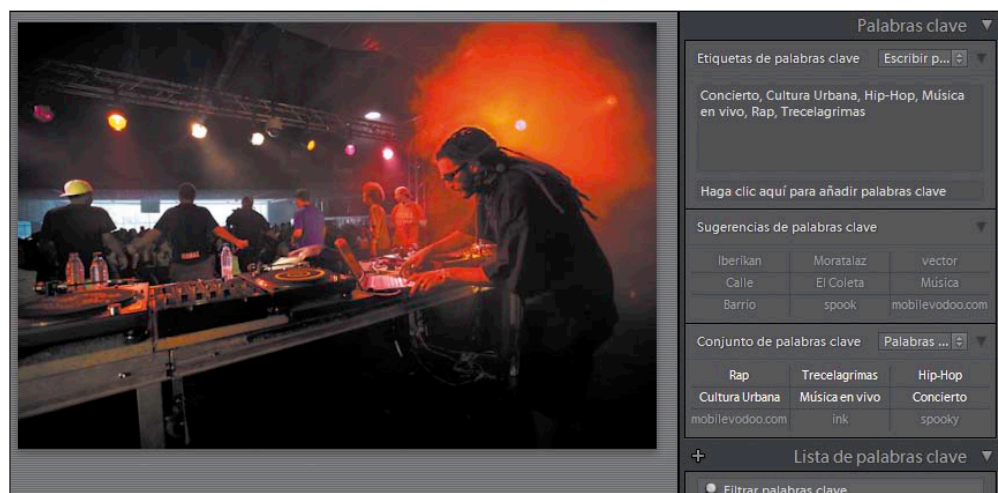 Palabras clave
Etiquetas de palabras clave Escribir p...
Concierto, Cultura Urbana, Hip-Hop, Música
en vivo, Rap, Trecelagrimas
Haga clic aquí para añadir palabras clave
Sugerencias de palabras clave
Iberikan Moratalaz vector
Calle El Coleta Música
Barrio spook mobilevodoo.com
Conjunto de palabras clave Palabras ...
Rap Trecelagrimas Hip-Hop
Cultura Urbana Música en vivo Concierto
mobilevodoo.com ink spooky
Lista de palabras clave
Filtrar palabras clave